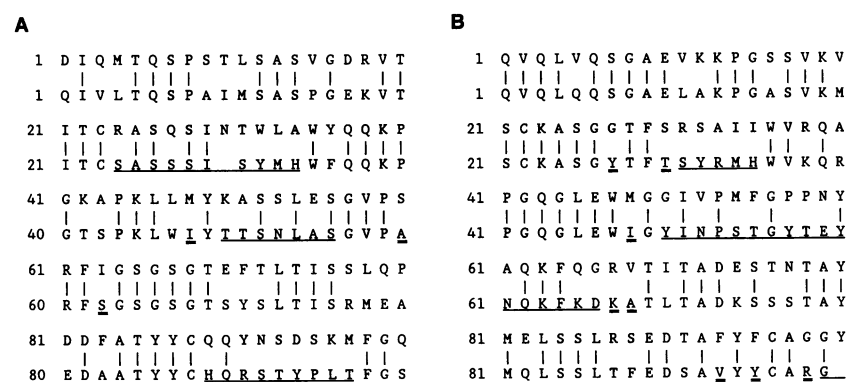 A
1 D I Q M T Q S P S T L S A S V G D R V T
1 Q I V L T Q S P A I M S A S P G E K V T
21 I T C R A S Q S I N T W L A W Y Q Q K P
21 I T C S A S S S I S Y M H W F Q Q K P
41 G K A P K L L M Y K A S S L E S G V P S
40 G T S P K L W I Y T T S N L A S G V P A
61 R F I G S G S G T E F T L T I S S L Q P
60 R F S G S G S G T S Y S L T I S R M E A
81 D D F A T Y Y C Q Q Y N S D S K M F G Q
80 E D A A T Y Y C H Q R S T Y P L T F G S
B
1 Q V Q L V Q S G A E V K K P G S S V K V
1 Q V Q L Q Q S G A E L A K P G A S V K M
21 S C K A S G G T F S R S A I I W V R Q A
21 S C K A S G Y T F T S Y R M H W V K Q R
41 P G Q G L E W M G G I V P M F G P P N Y
41 P G Q G L E W I G Y I N P S T G Y T E Y
61 A Q K F Q G R V T I T A D E S T N T A Y
61 N Q K F K D K A T L T A D K S S S T A Y
81 M E L S S L R S E D T A F Y F C A G G Y
81 M Q L S S L T F E D S A V Y Y C A R G